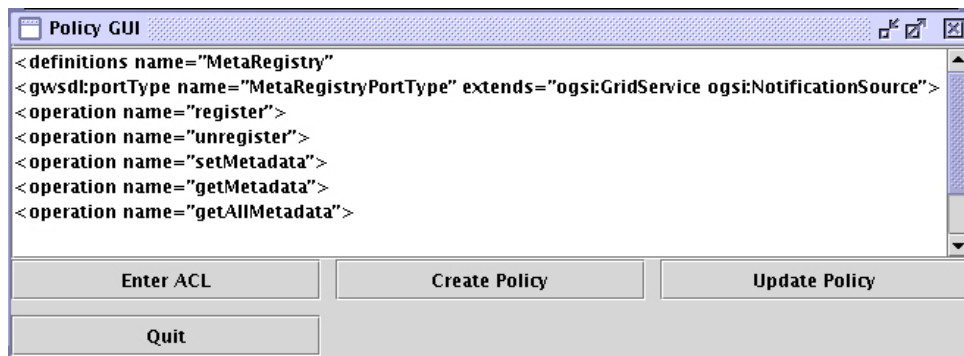 Policy GUI
<definitions name="MetaRegistry"
<gwsdl:portType name="MetaRegistryPortType" extends="ogsi:GridService ogsi:NotificationSource">
<operation name="register">
<operation name="unregister">
<operation name="setMetadata">
<operation name="getMetadata">
<operation name="getAllMetadata">
Enter ACL Create Policy Update Policy
Quit